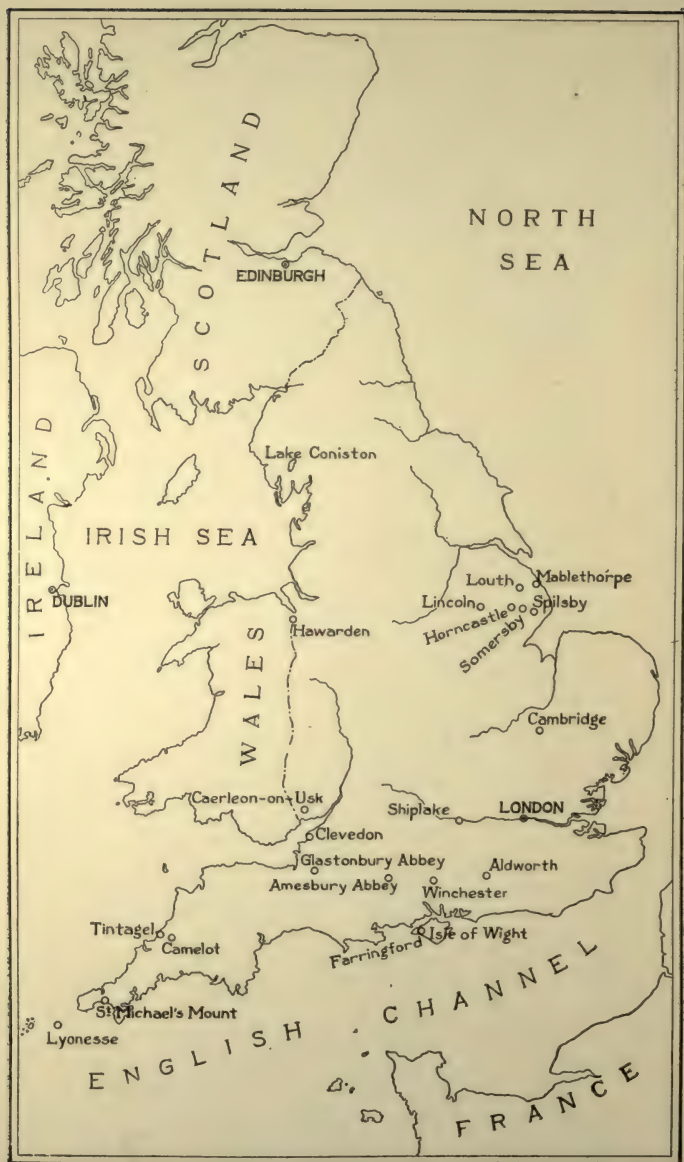 SCOTLAND
NORTH
SEA
EDINBURGH
IRELAND
Lake Coniston
IRISH SEA
DUBLIN
Louth
Mablethorpe
Lincoln
Horncastle
Spilsby
Somersby
Hawarden
WALES
Cambridge
Caerleon-on-Usk
Shiplake
LONDON
Clevedon
Glastonbury Abbey
Aldworth
Amesbury Abbey
Winchester
Tintagel
Camelot
Farringford
Isle of Wight
St Michael's Mount
Lyonesse
ENGLISH CHANNEL
FRANCE